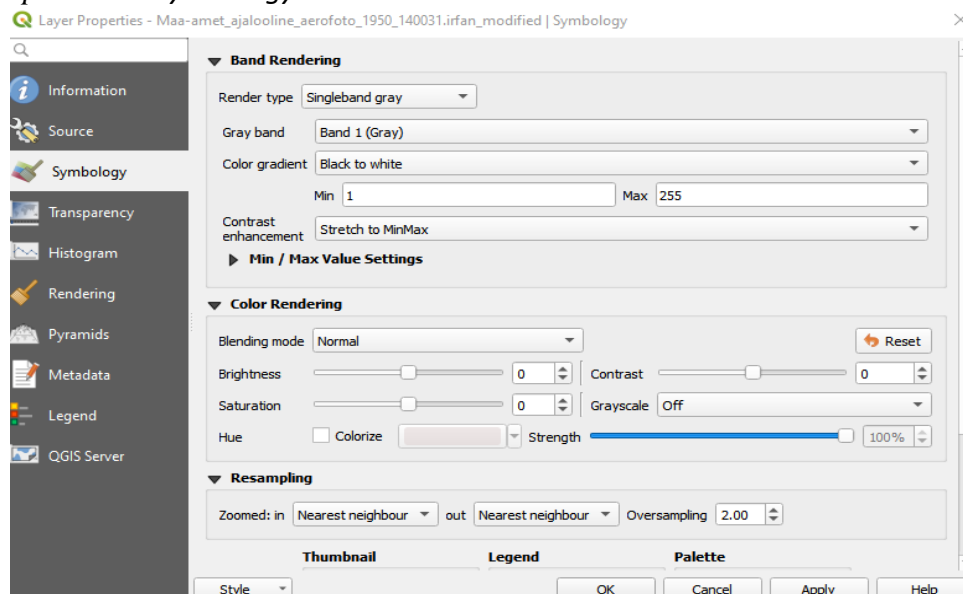 Layer Properties - Maa-amet_ajalooline_aerofoto_1950_140031.irfan_modified | Symbology
Information
Source
Symbology
Transparency
Histogram
Rendering
Pyramids
Metadata
Legend
QGIS Server
Band Rendering
Render type Singleband gray
Gray band Band 1 (Gray)
Color gradient Black to white
Min 1 Max 255
Contrast
enhancement Stretch to MinMax
Min / Max Value Settings
Color Rendering
Blending mode Normal Reset
Brightness 0 Contrast 0
Saturation 0 Grayscale Off
Hue Colorize Strength 100%
Resampling
Zoomed: in Nearest neighbour out Nearest neighbour Oversampling 2.00
Thumbnail Legend Palette
Style OK Cancel Apply Help